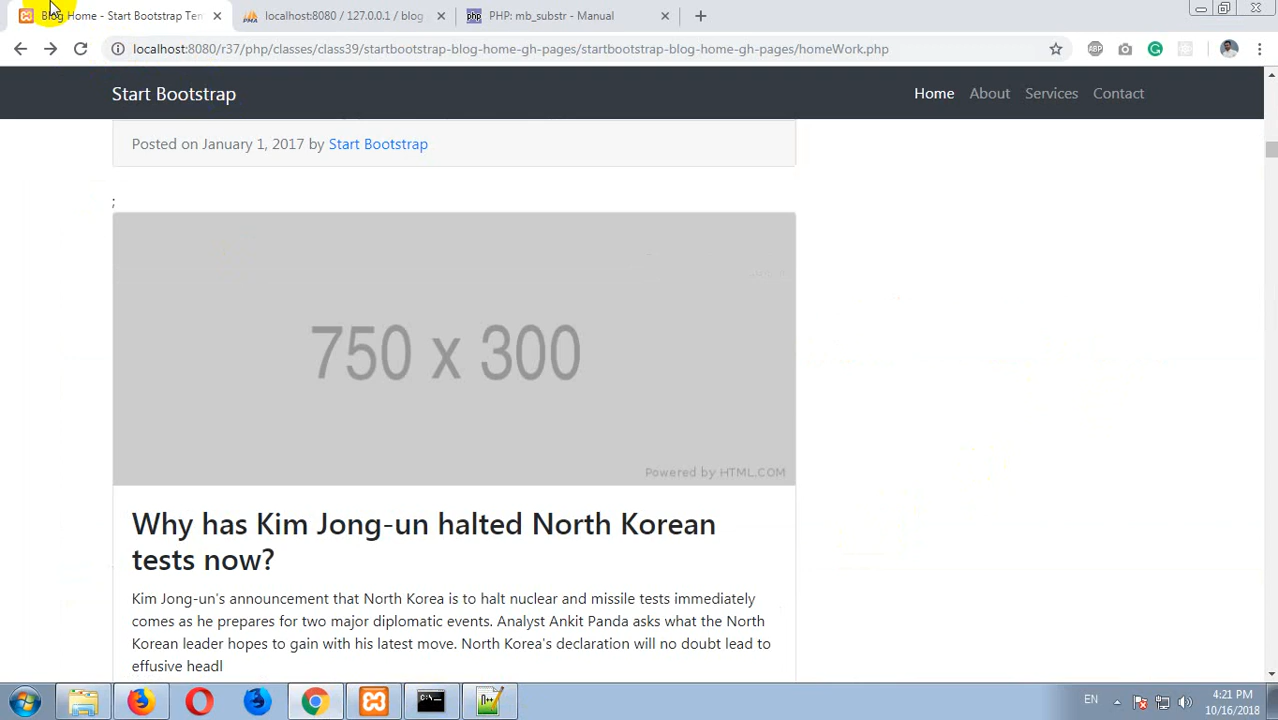 Blog Home - Start Bootstrap Tem
localhost:8080 / 127.0.0.1 / blog
php PHP: mb_substr - Manual
localhost:8080/r37/php/classes/class39/startbootstrap-blog-home-gh-pages/startbootstrap-blog-home-gh-pages/homeWork.php
ABP
Start Bootstrap
Home About Services Contact
Posted on January 1, 2017 by Start Bootstrap
;
750 x 300
Powered by HTML.COM
Why has Kim Jong-un halted North Korean
tests now?
Kim Jong-un's announcement that North Korea is to halt nuclear and missile tests immediately
comes as he prepares for two major diplomatic events. Analyst Ankit Panda asks what the North
Korean leader hopes to gain with his latest move. North Korea's declaration will no doubt lead to
effusive headl
EN
4:21 PM
10/16/2018